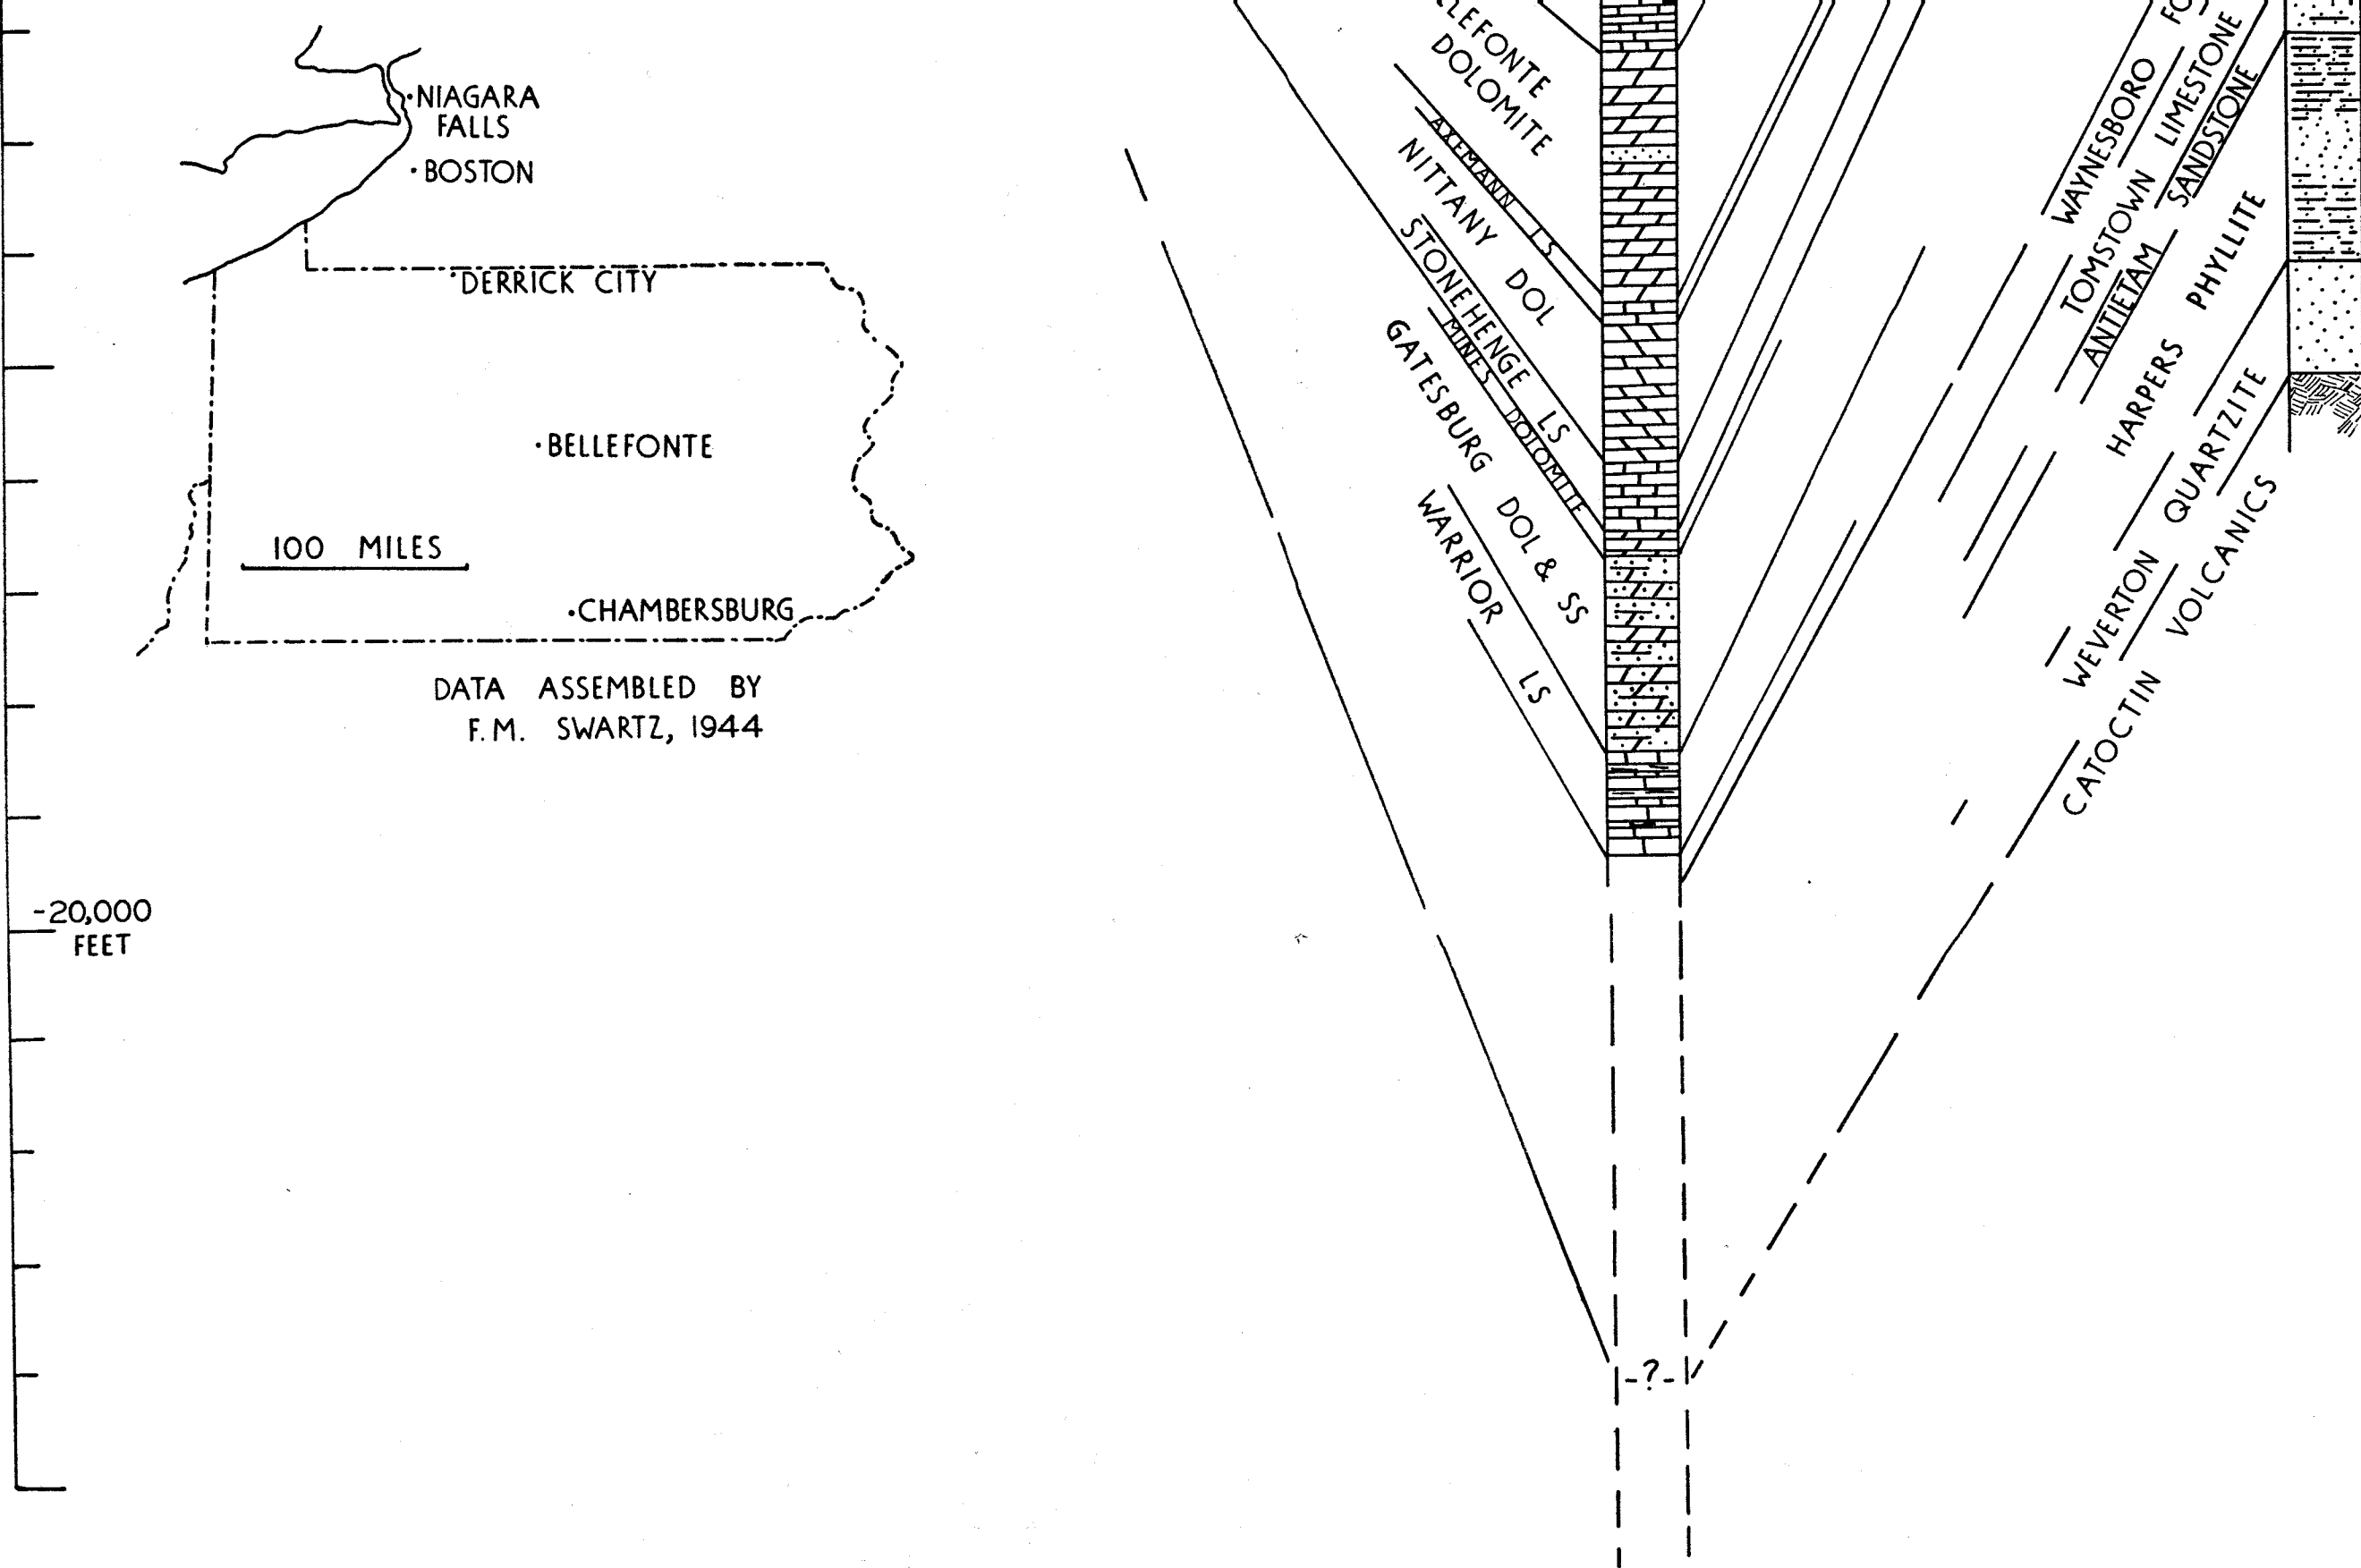 NIAGARA
FALLS
BOSTON
DERRICK CITY
BELLEFONTE
100 MILES
CHAMBERSBURG
DATA ASSEMBLED BY
F. M. SWARTZ, 1944
-20,000
FEET
DOLOMITE
AXEMANN LS
NITTANY DOL
STONEHENGE LS
MINES DOLOMITE
GATESBURG DOL & SS
WARRIOR LS
-?-
WAYNESBORO
TOMSTOWN LIMESTONE
ANTIETAM SANDSTONE
HARPERS PHYLLITE
WEVERTON QUARTZITE
CATOCTIN VOLCANICS